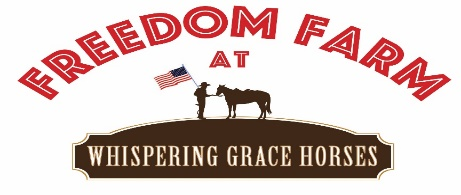 FREEDOM FARM
AT
WHISPERING GRACE HORSES